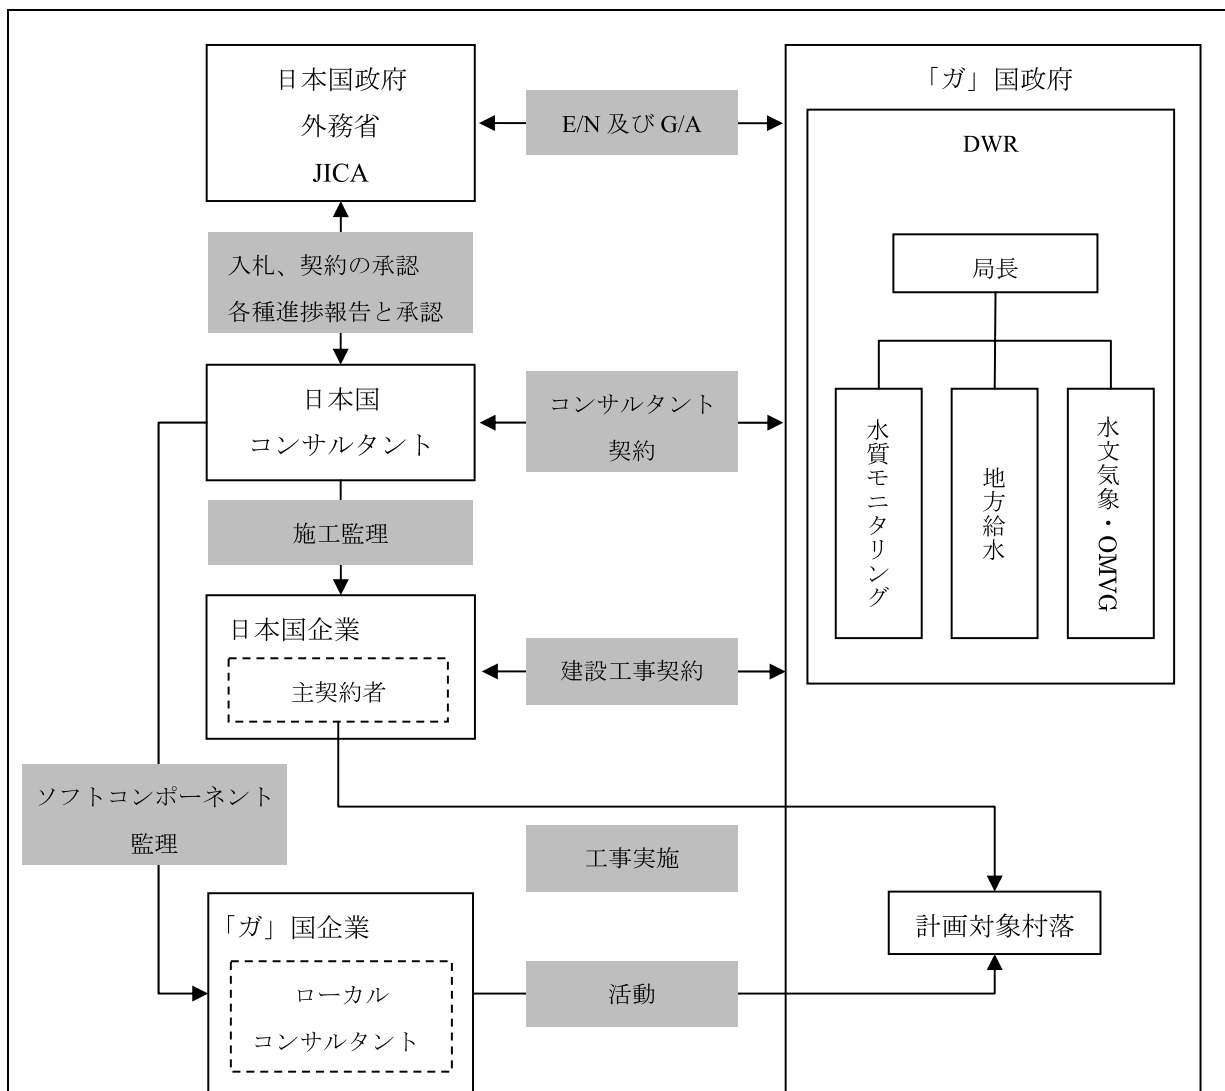 日本国政府
外務省
JICA
E/N 及び G/A
「ガ」国政府
DWR
局長
水質モニタリング
地方給水
水文気象・OMVG
入札、契約の承認
各種進捗報告と承認
日本国
コンサルタント
コンサルタント
契約
施工監理
日本国企業
主契約者
建設工事契約
ソフトコンポーネント
監理
工事実施
計画対象村落
「ガ」国企業
ローカル
コンサルタント
活動